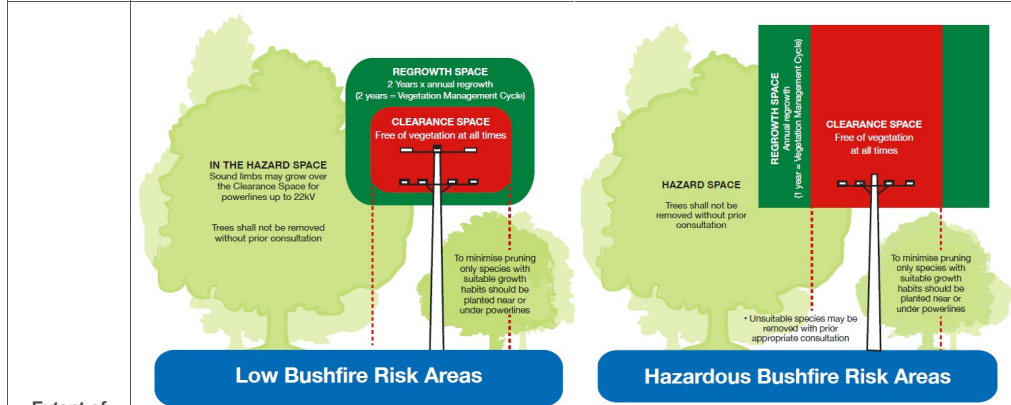 REGROWTH SPACE
2 Years x annual regrowth
(2 years = Vegetation Management Cycle)
CLEARANCE SPACE
Free of vegetation at all times
IN THE HAZARD SPACE
Sound limbs may grow over
the Clearance Space for
powerlines up to 22kV
Trees shall not be removed
without prior consultation
To minimise pruning
only species with
suitable growth
habits should be
planted near or
under powerlines
Low Bushfire Risk Areas
REGROWTH SPACE
Annual regrowth
(1 year = Vegetation Management Cycle)
CLEARANCE SPACE
Free of vegetation
at all times
HAZARD SPACE
Trees shall not be
removed without prior
consultation
To minimise pruning
only species with
suitable growth
habits should be
planted near or
under powerlines
• Unsuitable species may be
removed with prior
appropriate consultation
Hazardous Bushfire Risk Areas
Extent of